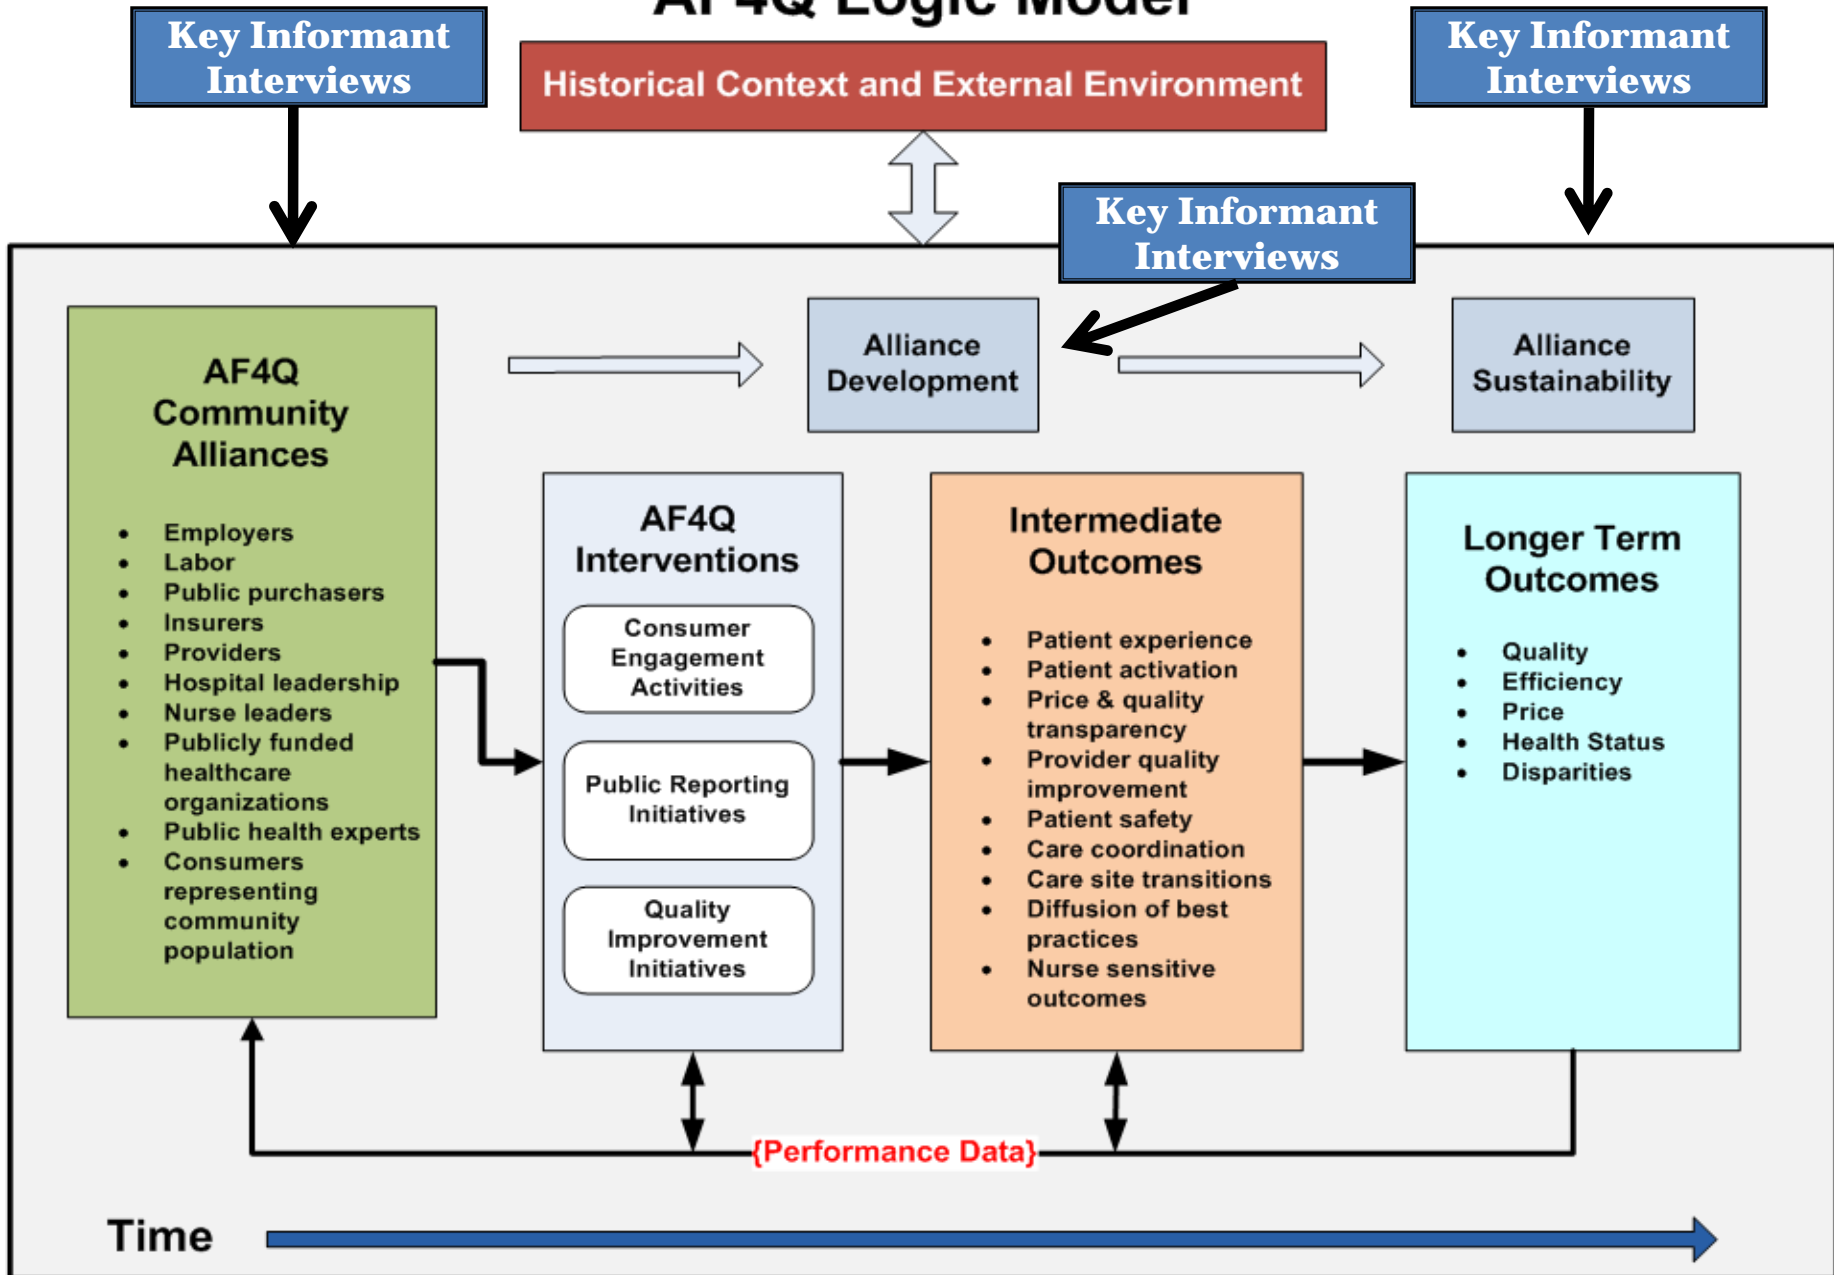 AF4Q Logic Model
Key Informant
Interviews
Historical Context and External Environment
Key Informant
Interviews
Key Informant
Interviews
AF4Q
Community
Alliances
• Employers
• Labor
• Public purchasers
• Insurers
• Providers
• Hospital leadership
• Nurse leaders
• Publicly funded
healthcare
organizations
• Public health experts
• Consumers
representing
community
population
Alliance
Development
Alliance
Sustainability
AF4Q
Interventions
Consumer
Engagement
Activities
Public Reporting
Initiatives
Quality
Improvement
Initiatives
Intermediate
Outcomes
• Patient experience
• Patient activation
• Price & quality
transparency
• Provider quality
improvement
• Patient safety
• Care coordination
• Care site transitions
• Diffusion of best
practices
• Nurse sensitive
outcomes
Longer Term
Outcomes
• Quality
• Efficiency
• Price
• Health Status
• Disparities
{Performance Data}
Time